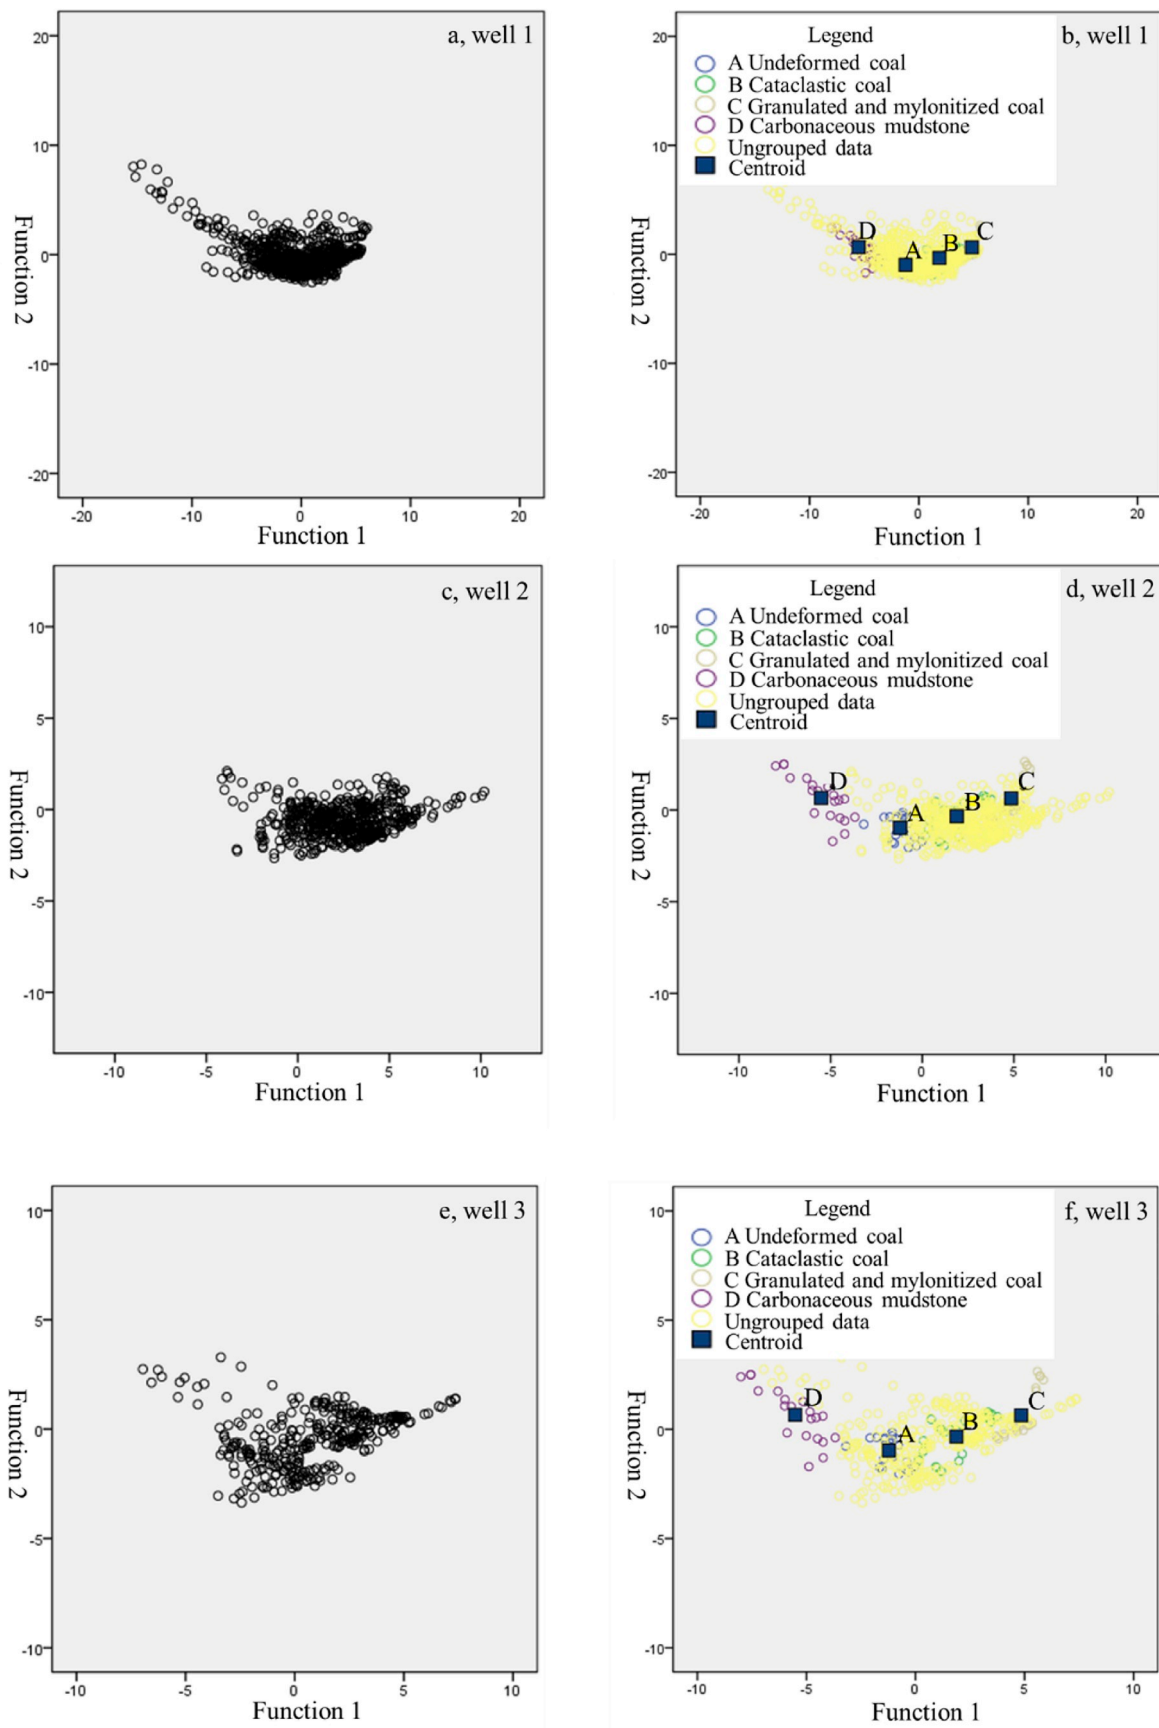 a, well 1
20
10
0
-10
-20
-20
-10
0
10
20
Function 1
Function 2
b, well 1
Legend
A Undeformed coal
B Cataclastic coal
C Granulated and mylonitized coal
D Carbonaceous mudstone
Ungrouped data
Centroid
20
10
0
-10
-20
D
A
B
C
-20
-10
0
10
20
Function 1
Function 2
c, well 2
10
5
0
-5
-10
-10
-5
0
5
10
Function 1
Function 2
d, well 2
Legend
A Undeformed coal
B Cataclastic coal
C Granulated and mylonitized coal
D Carbonaceous mudstone
Ungrouped data
Centroid
10
5
0
-5
-10
D
A
B
C
-10
-5
0
5
10
Function 1
Function 2
e, well 3
10
5
0
-5
-10
-10
-5
0
5
10
Function 1
Function 2
f, well 3
Legend
A Undeformed coal
B Cataclastic coal
C Granulated and mylonitized coal
D Carbonaceous mudstone
Ungrouped data
Centroid
10
5
0
-5
-10
D
A
B
C
-10
-5
0
5
10
Function 1
Function 2